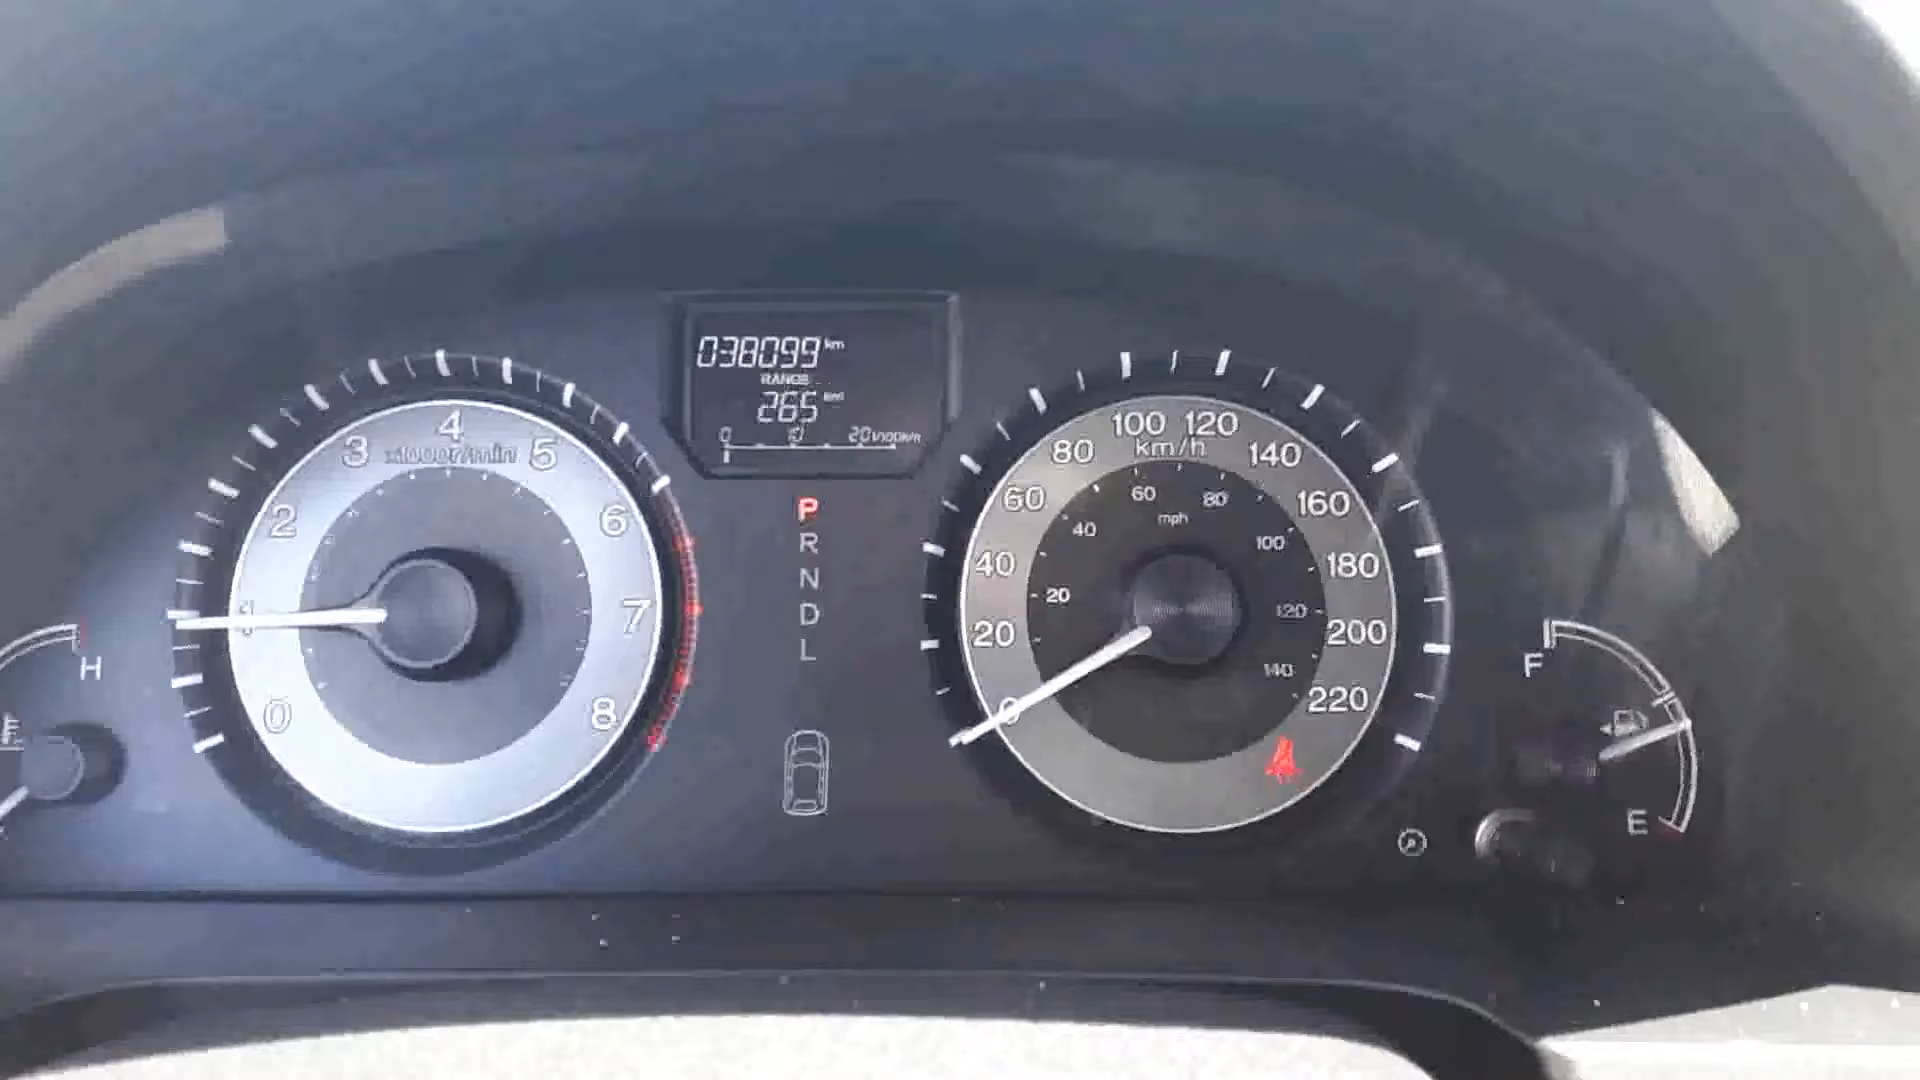 038099 km
RANGE
265 km
0 10 20 l/100km
P
R
N
D
L
0 1 2 3 4 5 6 7 8
x1000r/min
0 20 40 60 80 100 120 140 160 180 200 220
km/h
20 40 60 80 100 120 140
mph
H
F
E